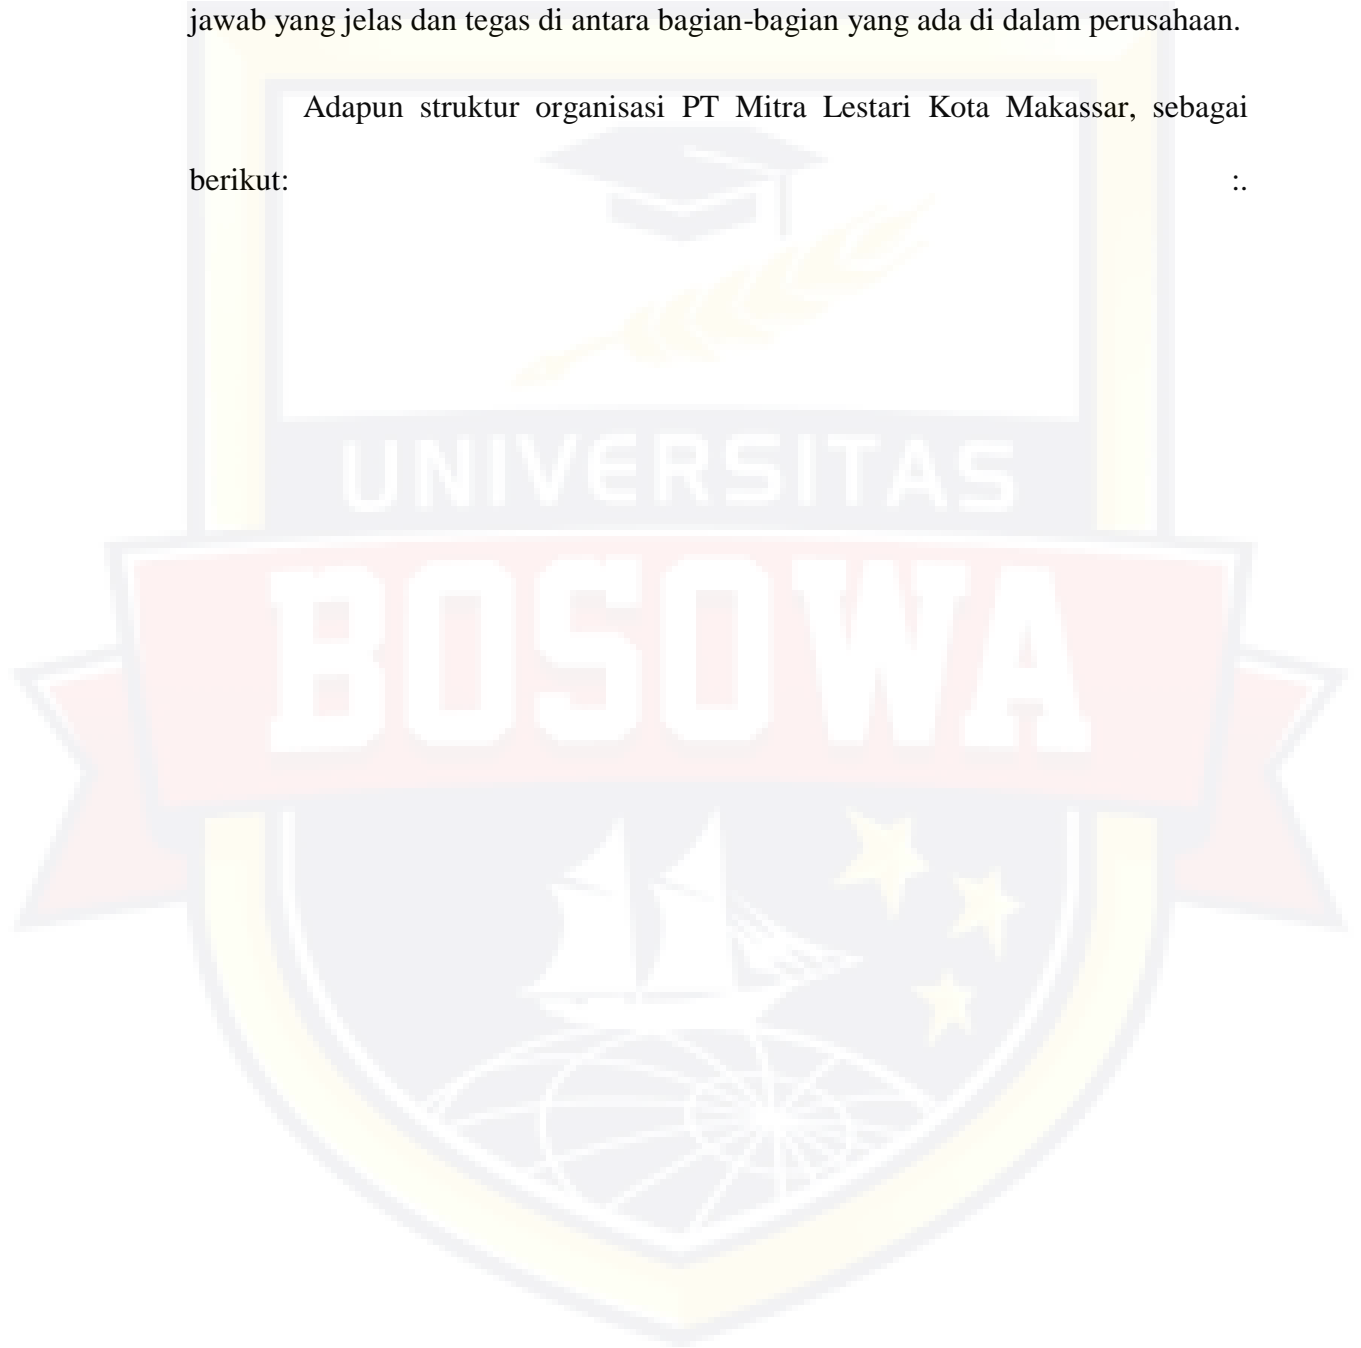 jawab yang jelas dan tegas di antara bagian-bagian yang ada di dalam perusahaan.
Adapun struktur organisasi PT Mitra Lestari Kota Makassar, sebagai
berikut: :.
UNIVERSITAS
BOSOWA